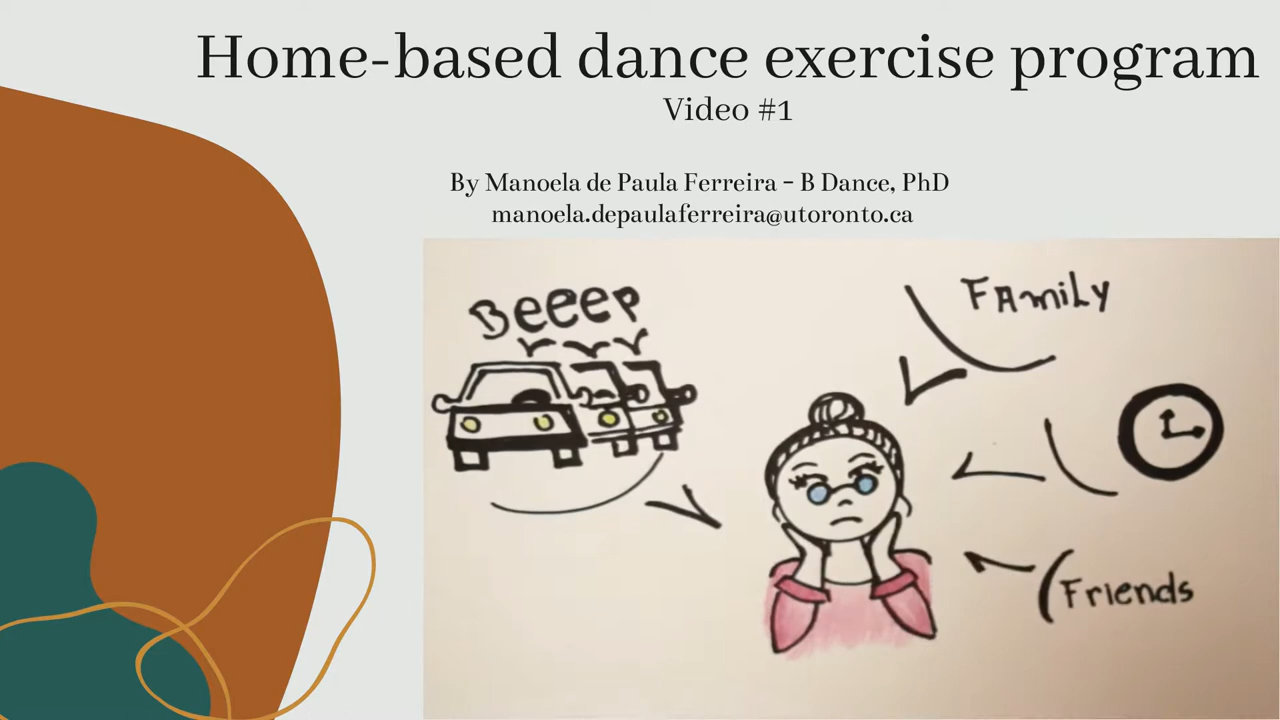 Home-based dance exercise program
Video #1
By Manoela de Paula Ferreira - B Dance, PhD
manoela.depaulaferreira@utoronto.ca
Beeep
Family
Friends